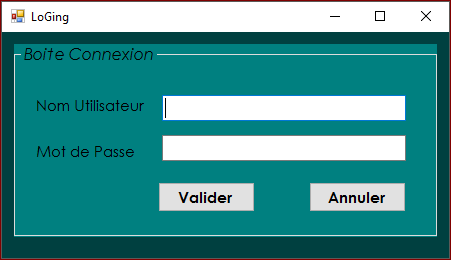 LoGing
Boite Connexion
Nom Utilisateur
Mot de Passe
Valider
Annuler